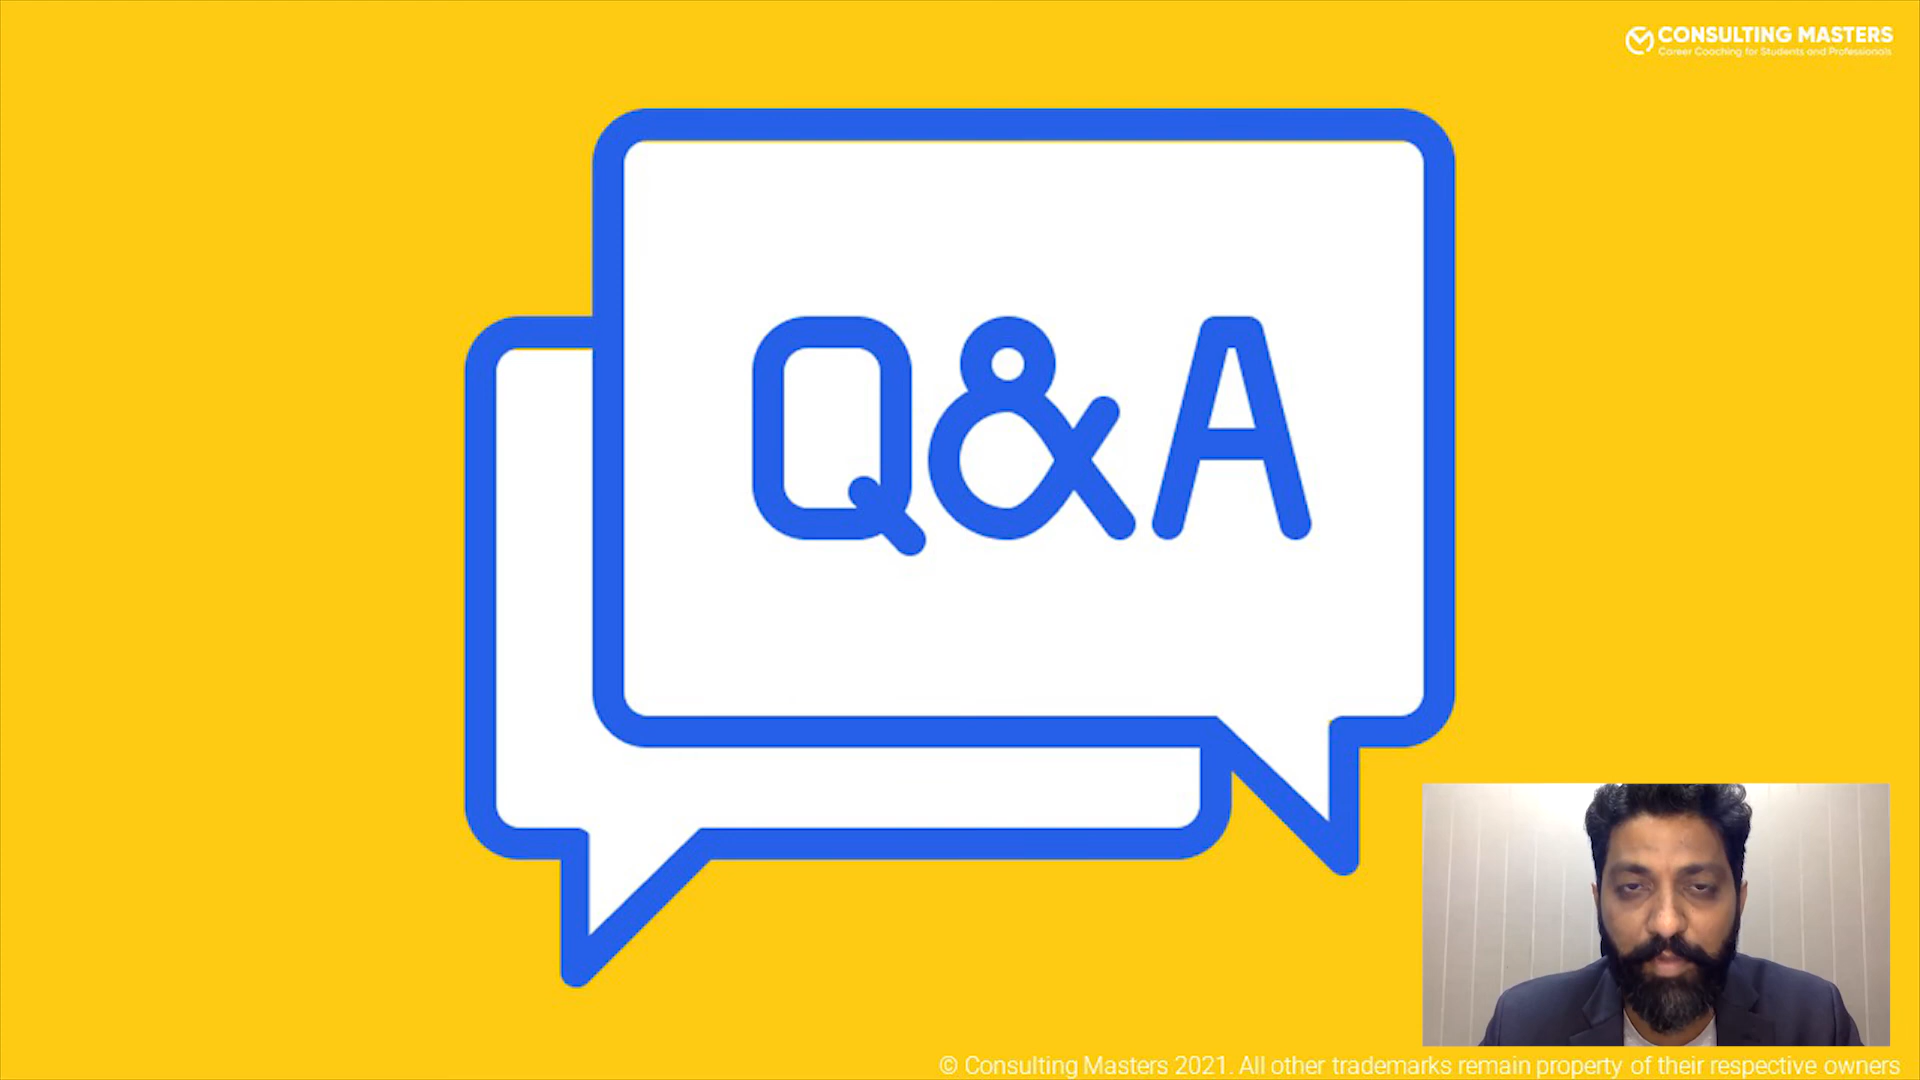 CONSULTING MASTERS
Career Coaching for Students and Professionals
Q&A
© Consulting Masters 2021. All other trademarks remain property of their respective owners